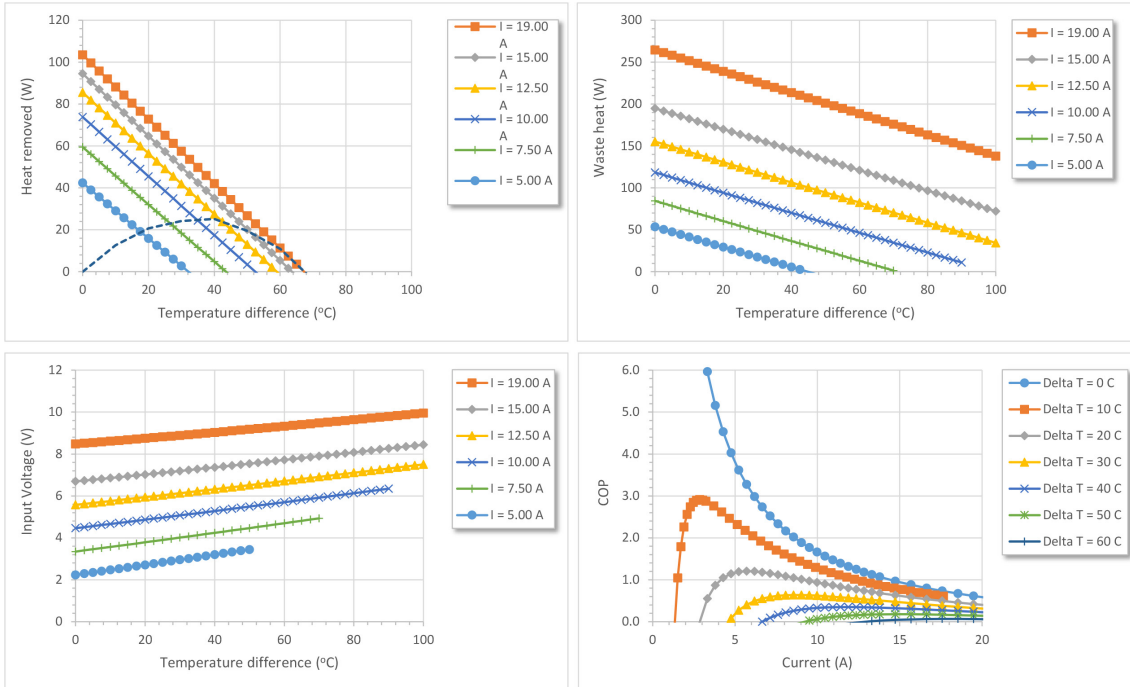 120
100
80
60
40
20
0
Heat removed (W)
0 20 40 60 80 100
Temperature difference (°C)
I = 19.00
A
I = 15.00
A
I = 12.50
A
I = 10.00
A
I = 7.50 A
I = 5.00 A
300
250
200
150
100
50
0
Waste heat (W)
0 20 40 60 80 100
Temperature difference (°C)
I = 19.00 A
I = 15.00 A
I = 12.50 A
I = 10.00 A
I = 7.50 A
I = 5.00 A
12
10
8
6
4
2
0
Input Voltage (V)
0 20 40 60 80 100
Temperature difference (°C)
I = 19.00 A
I = 15.00 A
I = 12.50 A
I = 10.00 A
I = 7.50 A
I = 5.00 A
6.0
5.0
4.0
3.0
2.0
1.0
0.0
COP
0 5 10 15 20
Current (A)
Delta T = 0 C
Delta T = 10 C
Delta T = 20 C
Delta T = 30 C
Delta T = 40 C
Delta T = 50 C
Delta T = 60 C